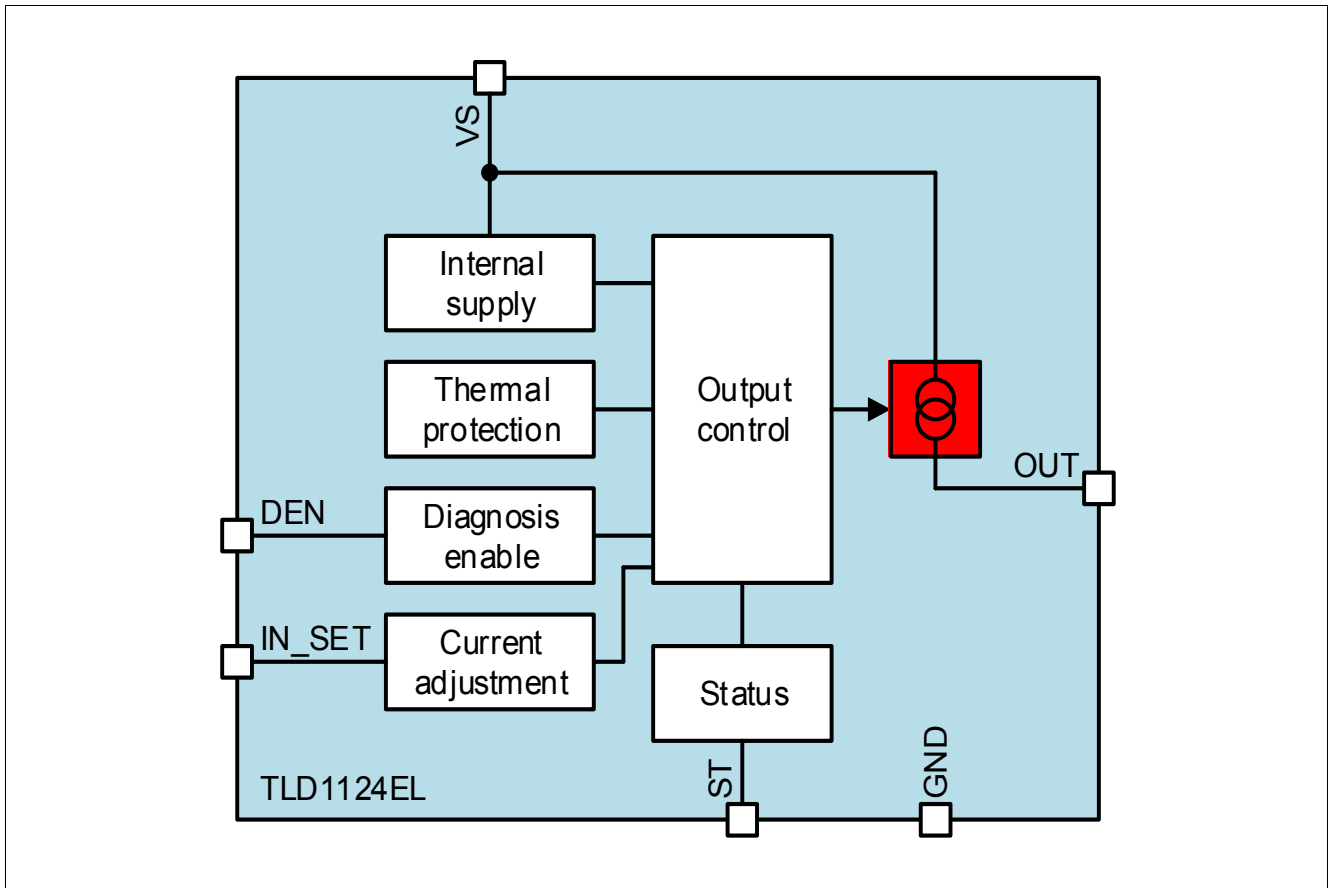 VS
Internal
supply
Thermal
protection
Output
control
OUT
DEN
Diagnosis
enable
IN_SET
Current
adjustment
Status
ST
GND
TLD1124EL